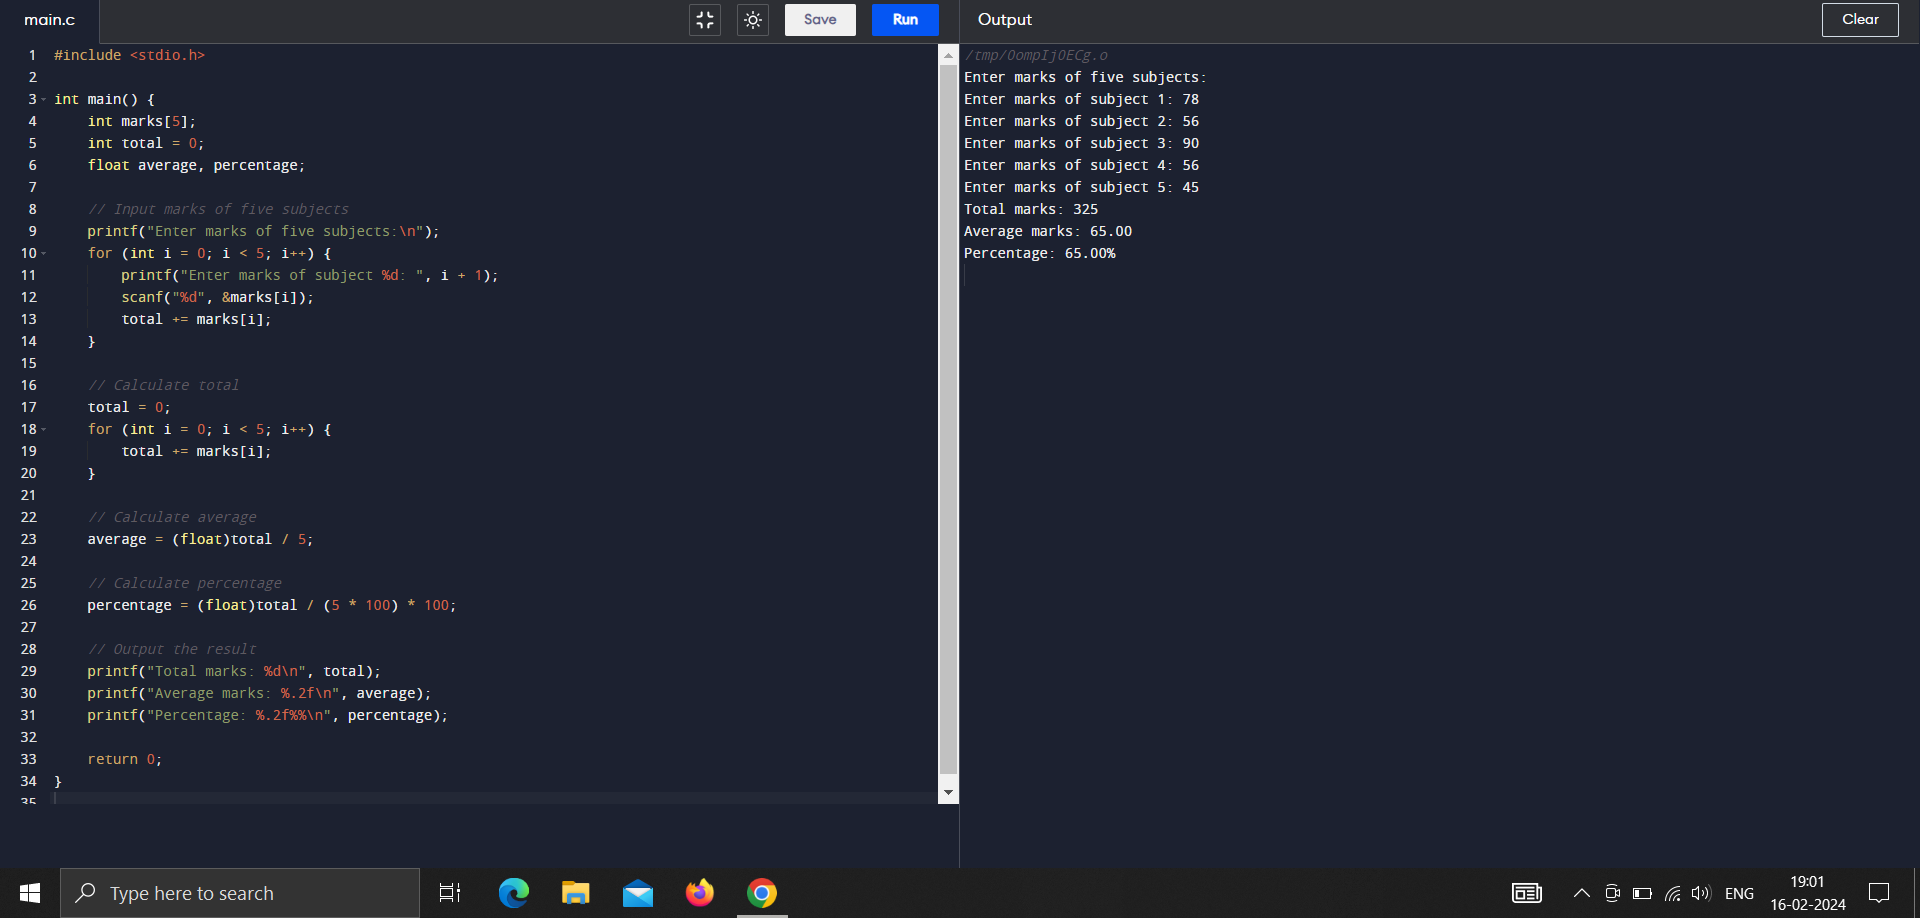 main.c
Save
Run
Output
Clear
1 #include <stdio.h>
2
3 int main() {
4     int marks[5];
5     int total = 0;
6     float average, percentage;
7
8     // Input marks of five subjects
9     printf("Enter marks of five subjects:\n");
10     for (int i = 0; i < 5; i++) {
11         printf("Enter marks of subject %d: ", i + 1);
12         scanf("%d", &marks[i]);
13         total += marks[i];
14     }
15
16     // Calculate total
17     total = 0;
18     for (int i = 0; i < 5; i++) {
19         total += marks[i];
20     }
21
22     // Calculate average
23     average = (float)total / 5;
24
25     // Calculate percentage
26     percentage = (float)total / (5 * 100) * 100;
27
28     // Output the result
29     printf("Total marks: %d\n", total);
30     printf("Average marks: %.2f\n", average);
31     printf("Percentage: %.2f%%\n", percentage);
32
33     return 0;
34 }
35
/tmp/0ompIj0ECg.o
Enter marks of five subjects:
Enter marks of subject 1: 78
Enter marks of subject 2: 56
Enter marks of subject 3: 90
Enter marks of subject 4: 56
Enter marks of subject 5: 45
Total marks: 325
Average marks: 65.00
Percentage: 65.00%
Type here to search
ENG
19:01
16-02-2024